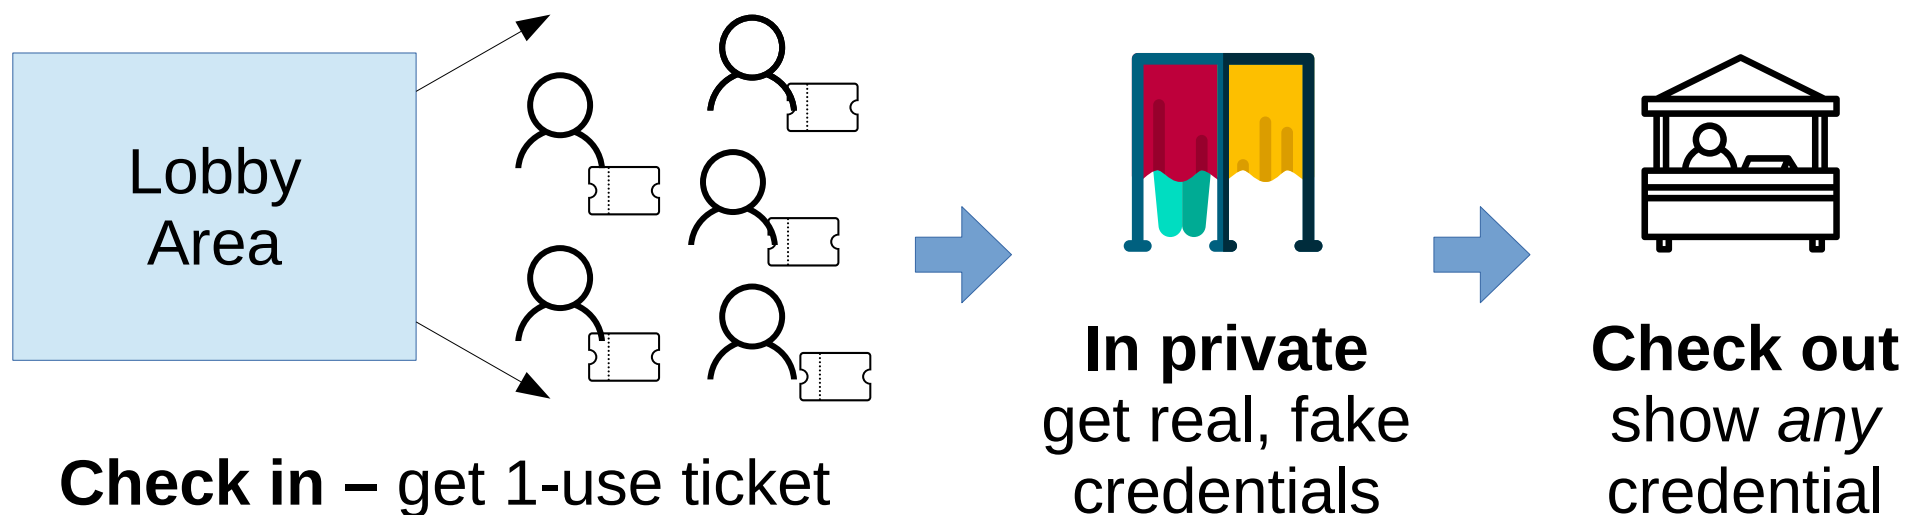 Lobby
Area
Check in – get 1-use ticket
In private
get real, fake
credentials
Check out
show any
credential